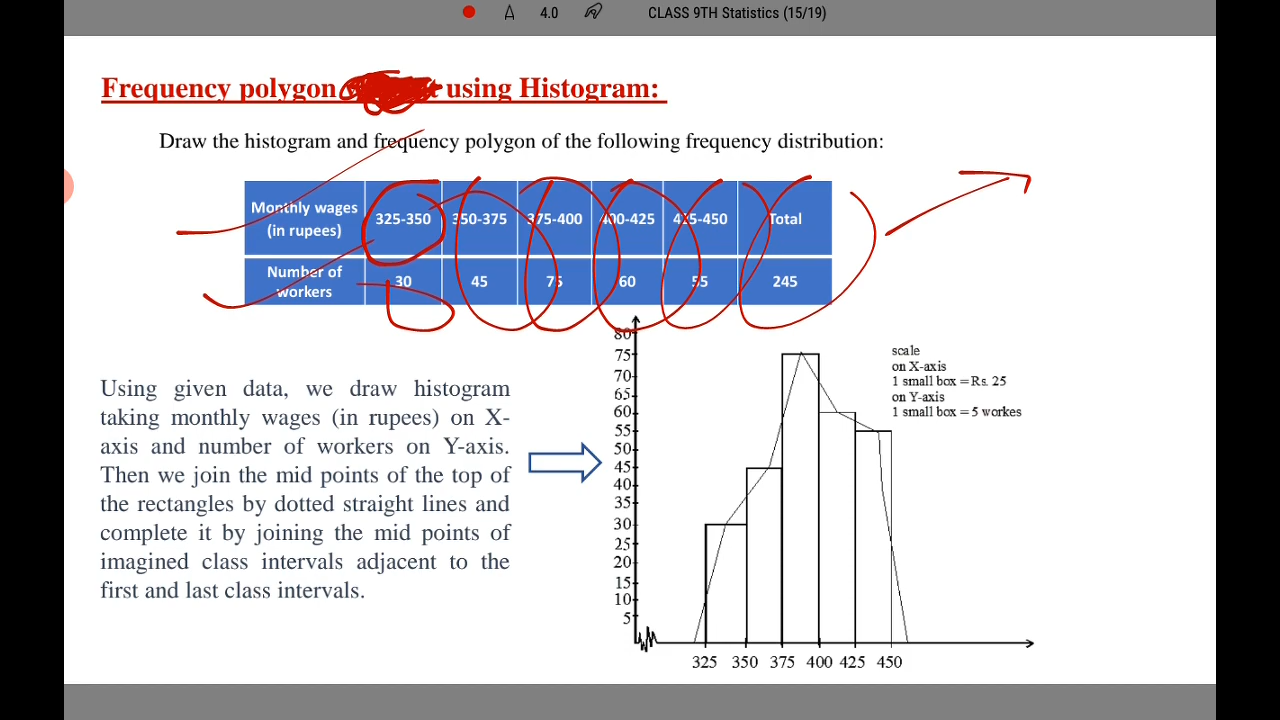 4.0 CLASS 9TH Statistics (15/19)
Frequency polygon using Histogram:
Draw the histogram and frequency polygon of the following frequency distribution:
Monthly wages (in rupees) 325-350 350-375 375-400 400-425 425-450 Total
Number of workers 30 45 75 60 55 245
Using given data, we draw histogram
taking monthly wages (in rupees) on X-
axis and number of workers on Y-axis.
Then we join the mid points of the top of
the rectangles by dotted straight lines and
complete it by joining the mid points of
imagined class intervals adjacent to the
first and last class intervals.
80
75
70
65
60
55
50
45
40
35
30
25
20
15
10
5
scale
on X-axis
1 small box = Rs. 25
on Y-axis
1 small box = 5 workes
325 350 375 400 425 450